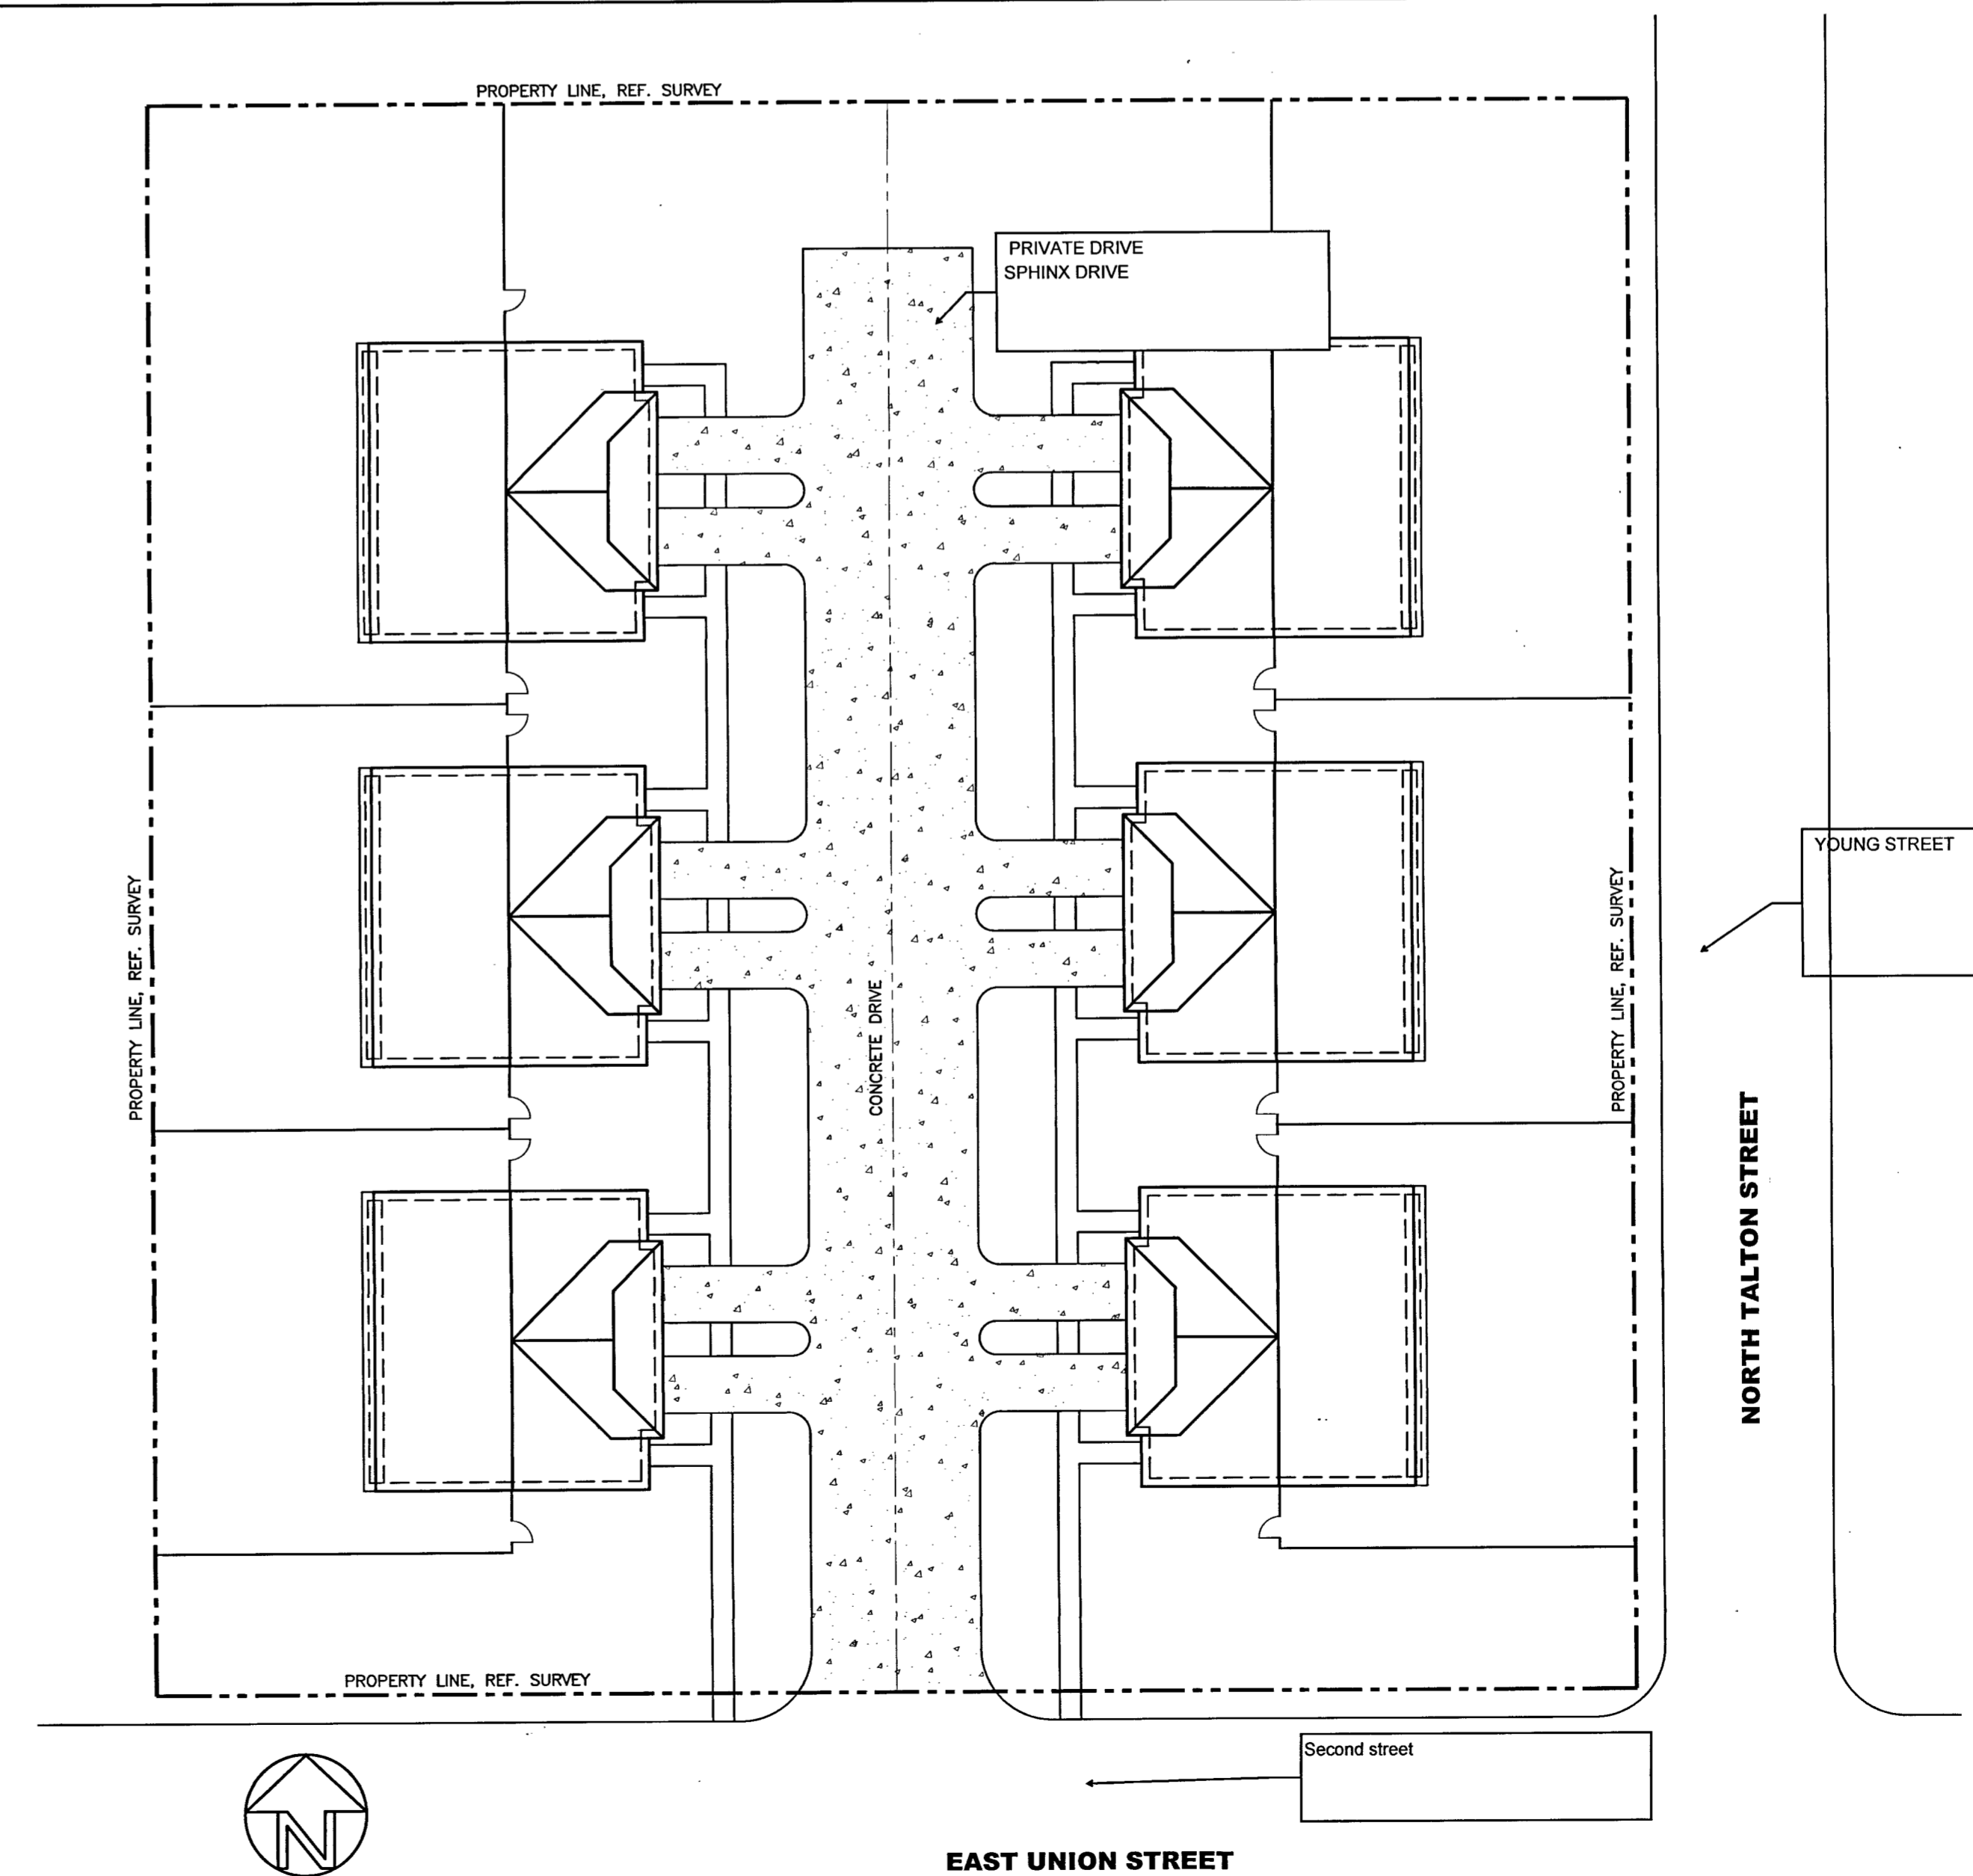 PROPERTY LINE, REF. SURVEY
PRIVATE DRIVE
SPHINX DRIVE
YOUNG STREET
PROPERTY LINE, REF. SURVEY
CONCRETE DRIVE
PROPERTY LINE, REF. SURVEY
NORTH TALTON STREET
PROPERTY LINE, REF. SURVEY
Second street
N
EAST UNION STREET